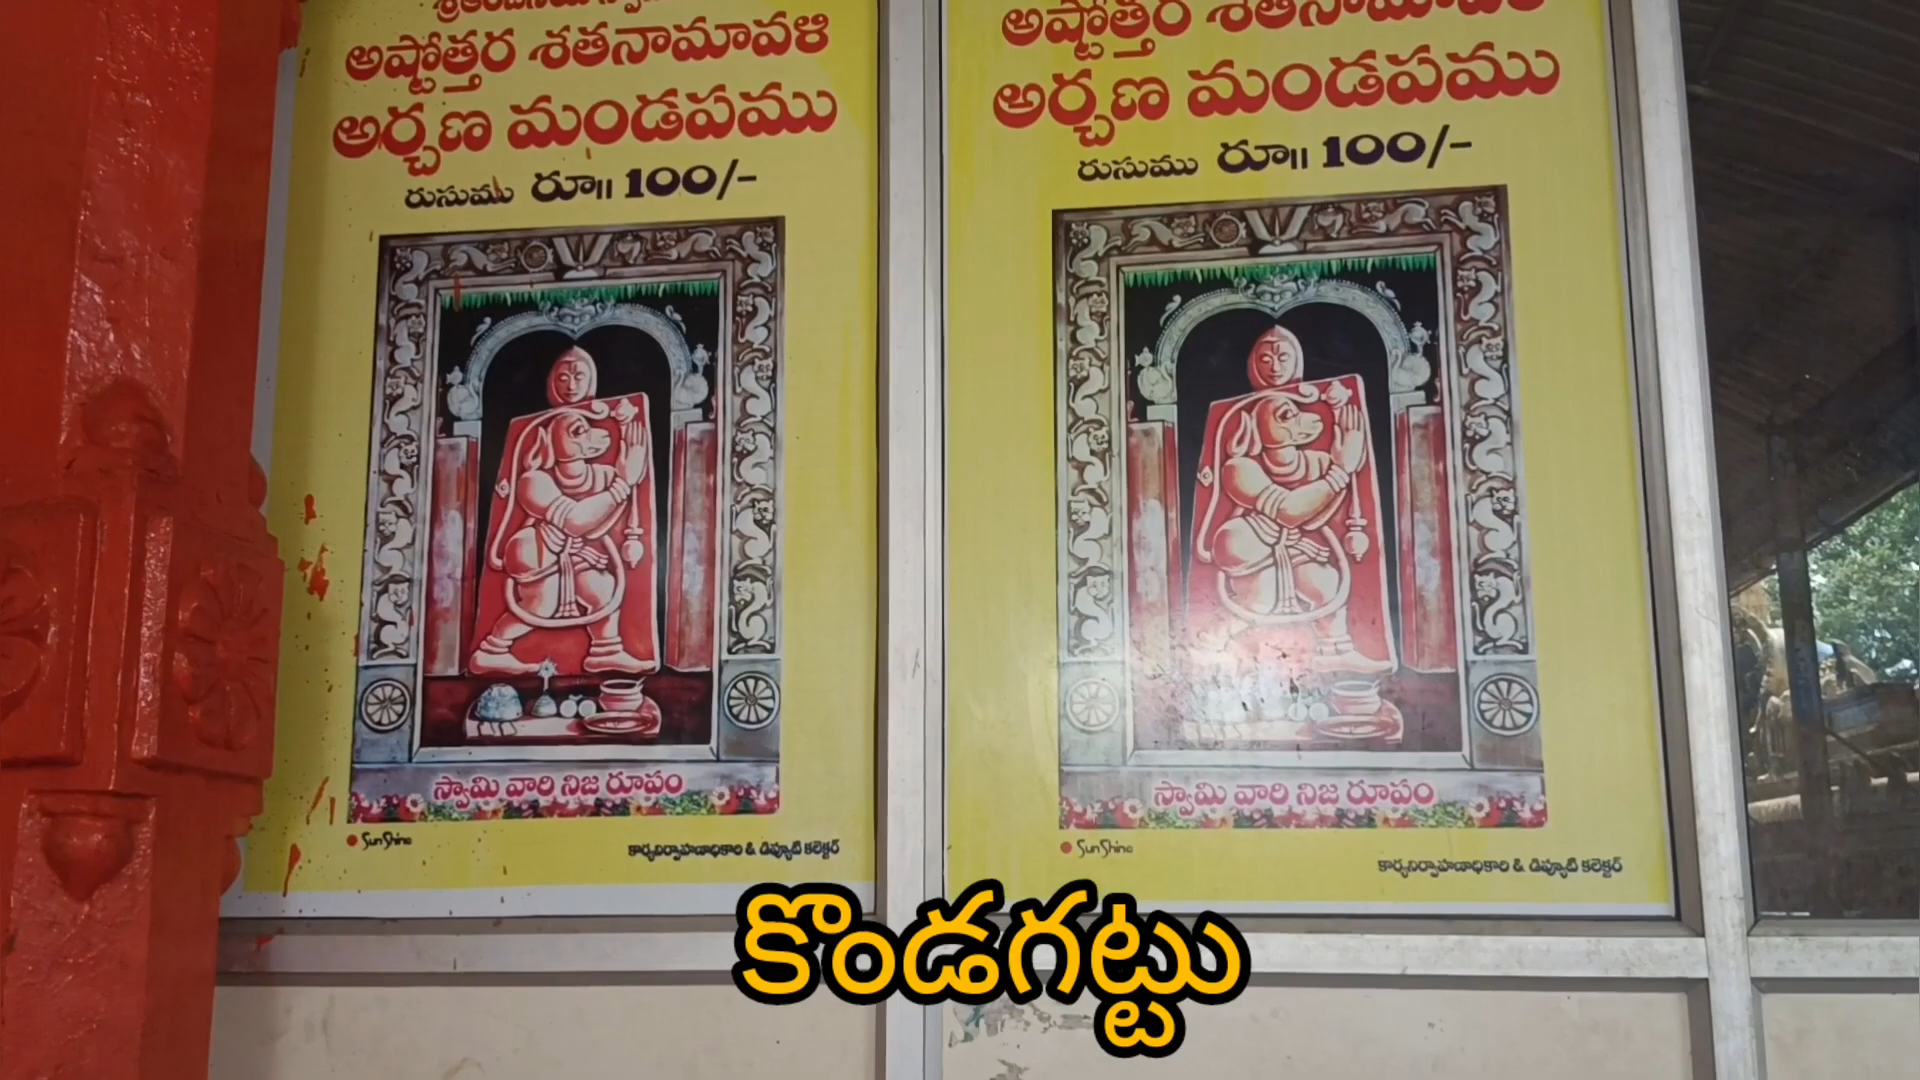 అష్టోత్తర శతనామావళి
అర్చణ మండపము
రుసుము రూ॥ 100/-
స్వామి వారి నిజ రూపం
SunShine
కార్యనిర్వాహణాధికారి & డిప్యూటి కలెక్టర్
అష్టోత్తర శతనామావళి
అర్చణ మండపము
రుసుము రూ॥ 100/-
స్వామి వారి నిజ రూపం
SunShine
కార్యనిర్వాహణాధికారి & డిప్యూటి కలెక్టర్
కొండగట్టు